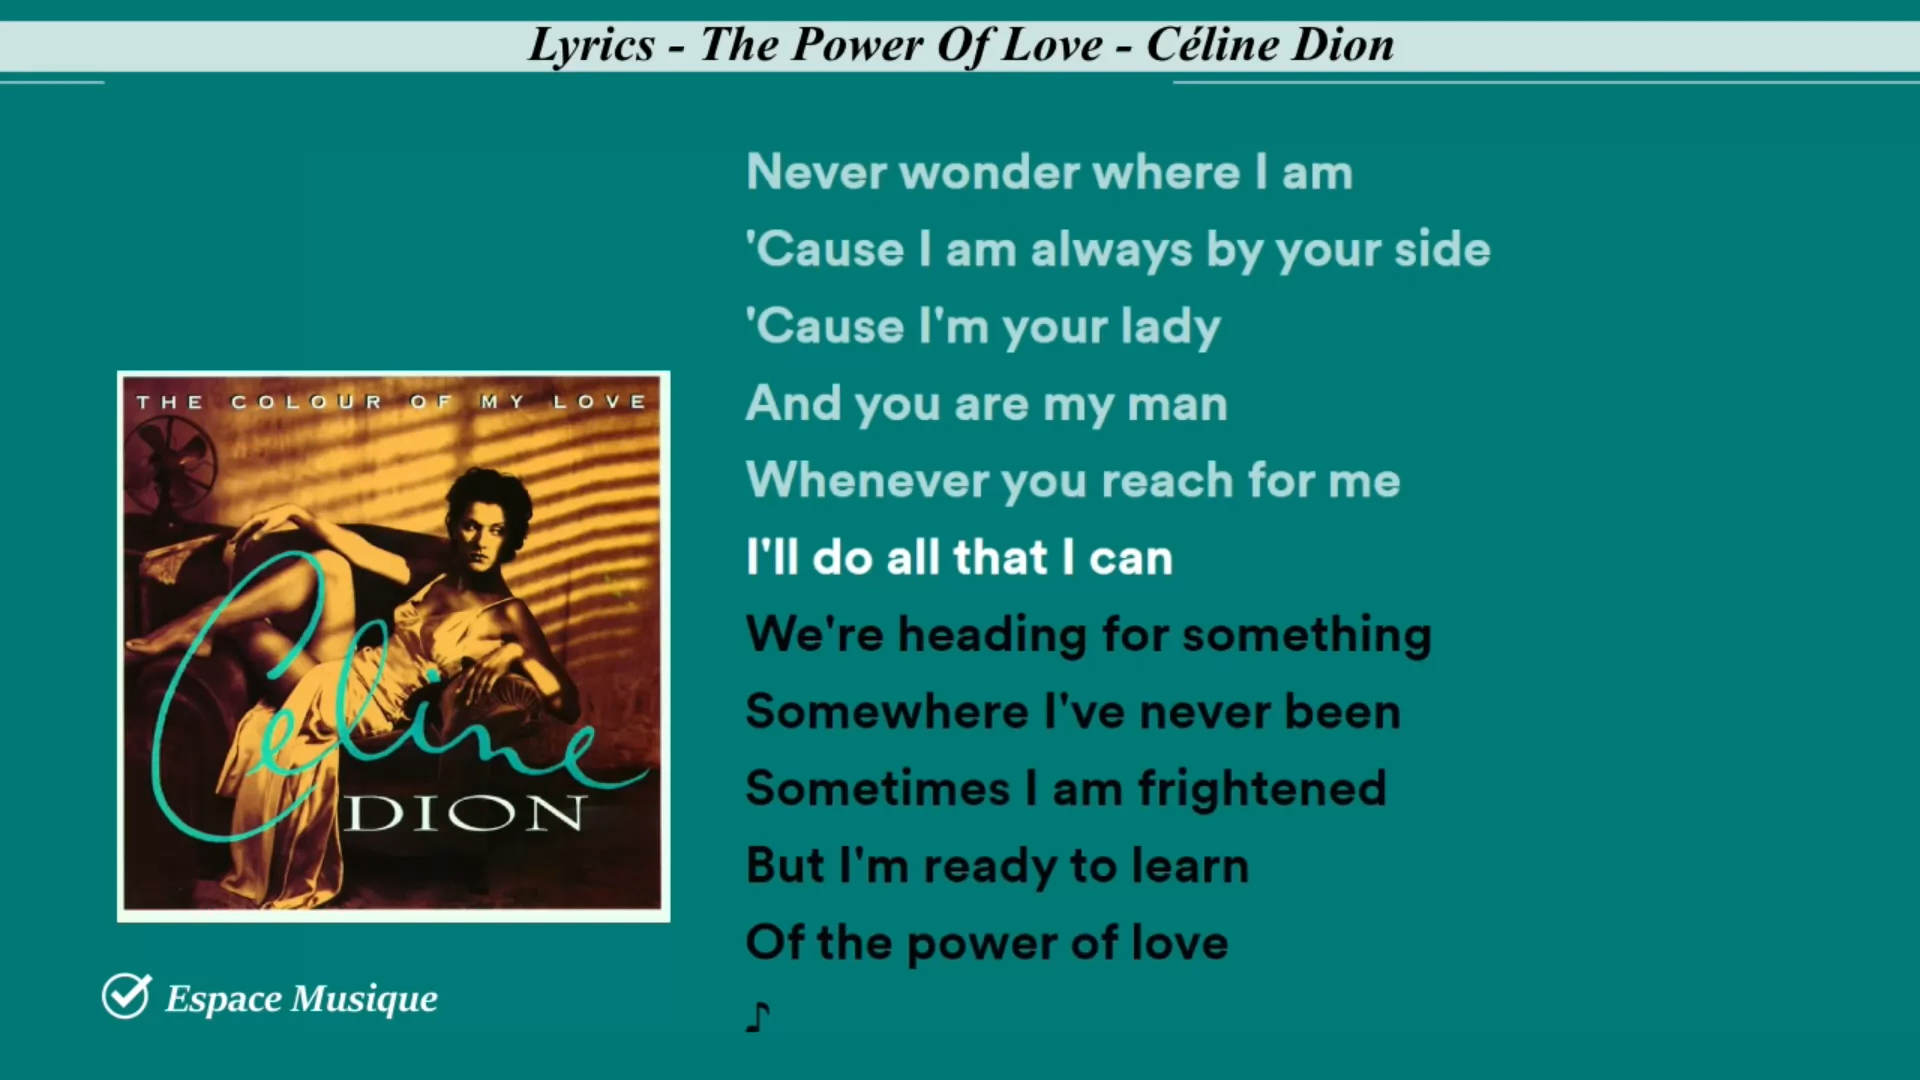 Lyrics - The Power Of Love - Céline Dion
Never wonder where I am
'Cause I am always by your side
'Cause I'm your lady
And you are my man
Whenever you reach for me
I'll do all that I can
We're heading for something
Somewhere I've never been
Sometimes I am frightened
But I'm ready to learn
Of the power of love
♪
THE COLOUR OF MY LOVE
Céline
DION
Espace Musique